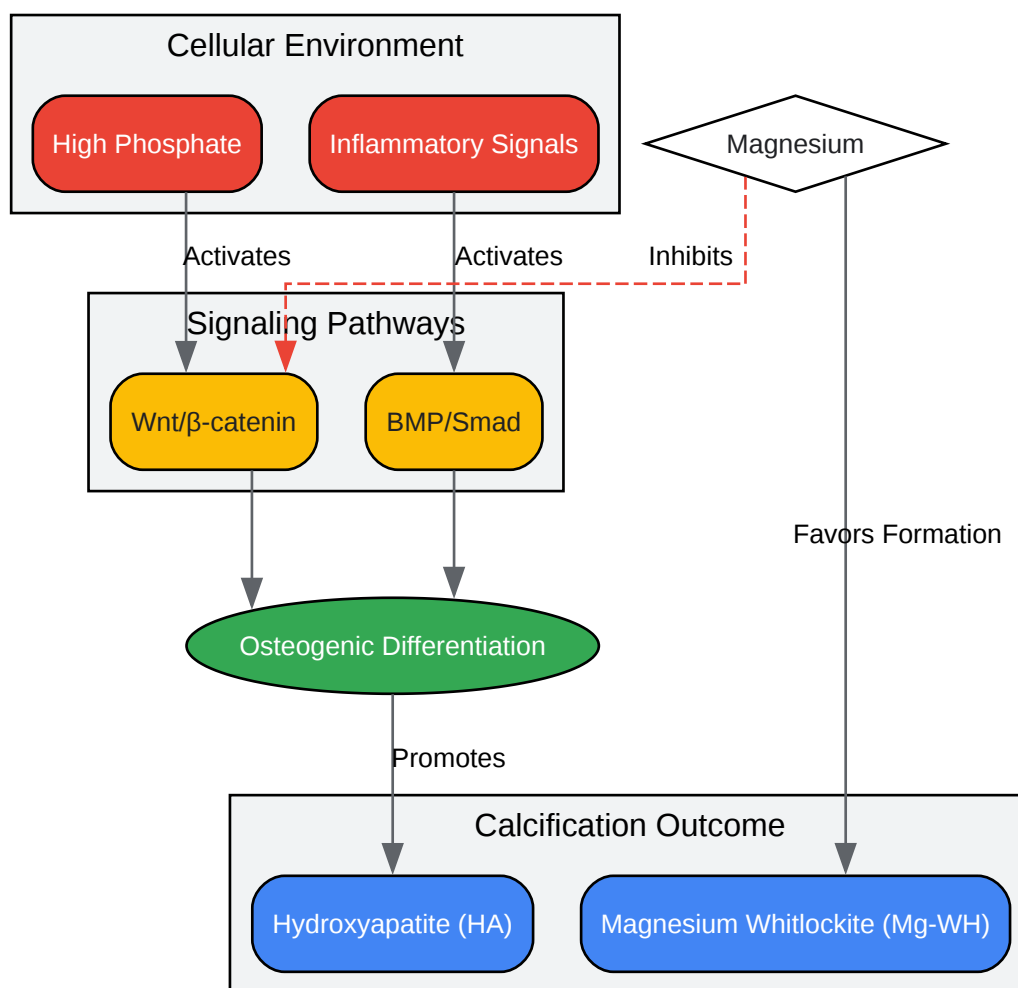 Cellular Environment
High Phosphate
Inflammatory Signals
Magnesium
Activates
Activates
Inhibits
Signaling Pathways
Wnt/β-catenin
BMP/Smad
Favors Formation
Osteogenic Differentiation
Promotes
Calcification Outcome
Hydroxyapatite (HA)
Magnesium Whitlockite (Mg-WH)